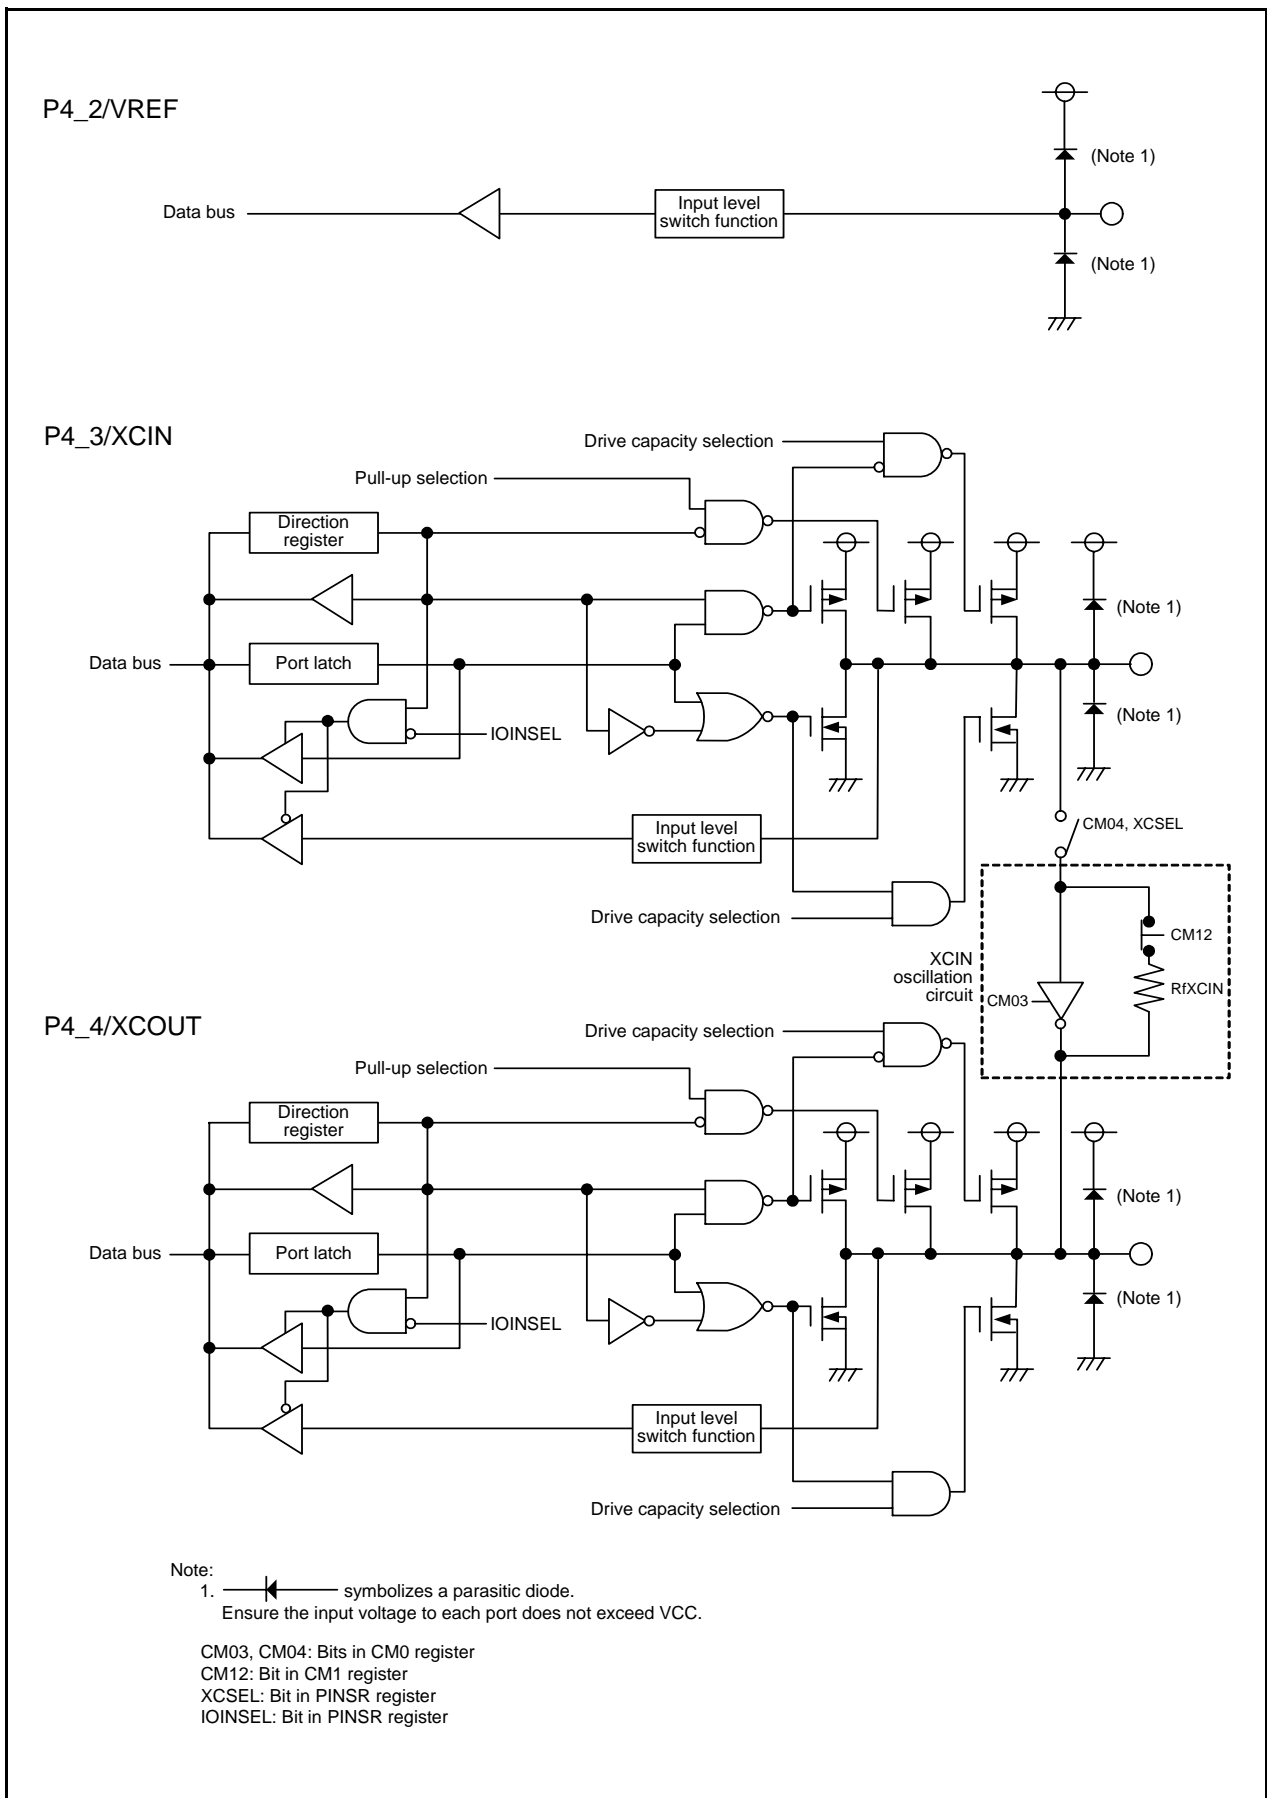 P4_2/VREF
(Note 1)
Data bus
Input level
switch function
(Note 1)
P4_3/XCIN
Drive capacity selection
Pull-up selection
Direction
register
(Note 1)
Data bus
Port latch
(Note 1)
IOINSEL
CM04, XCSEL
Input level
switch function
Drive capacity selection
CM12
XCIN
oscillation
circuit
RfXCIN
CM03
P4_4/XCOUT
Drive capacity selection
Pull-up selection
Direction
register
(Note 1)
Data bus
Port latch
(Note 1)
IOINSEL
Input level
switch function
Drive capacity selection
Note:
1. symbolizes a parasitic diode.
Ensure the input voltage to each port does not exceed VCC.
CM03, CM04: Bits in CM0 register
CM12: Bit in CM1 register
XCSEL: Bit in PINSR register
IOINSEL: Bit in PINSR register